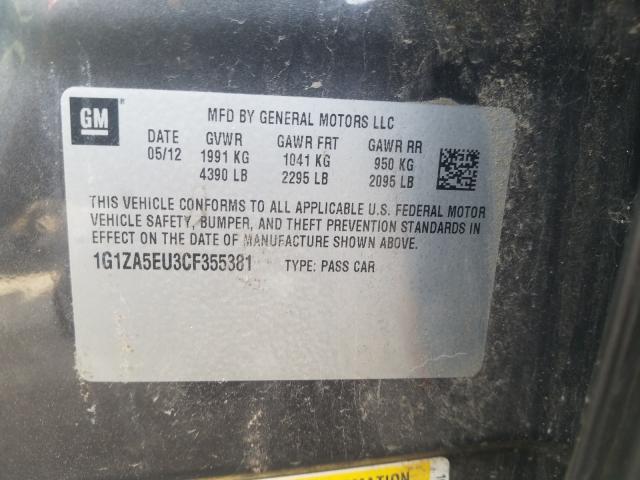 GM
MFD BY GENERAL MOTORS LLC
DATE GVWR GAWR FRT GAWR RR
05/12 1991 KG 1041 KG 950 KG
4390 LB 2295 LB 2095 LB
THIS VEHICLE CONFORMS TO ALL APPLICABLE U.S. FEDERAL MOTOR
VEHICLE SAFETY, BUMPER, AND THEFT PREVENTION STANDARDS IN
EFFECT ON THE DATE OF MANUFACTURE SHOWN ABOVE.
1G1ZA5EU3CF355381 TYPE: PASS CAR